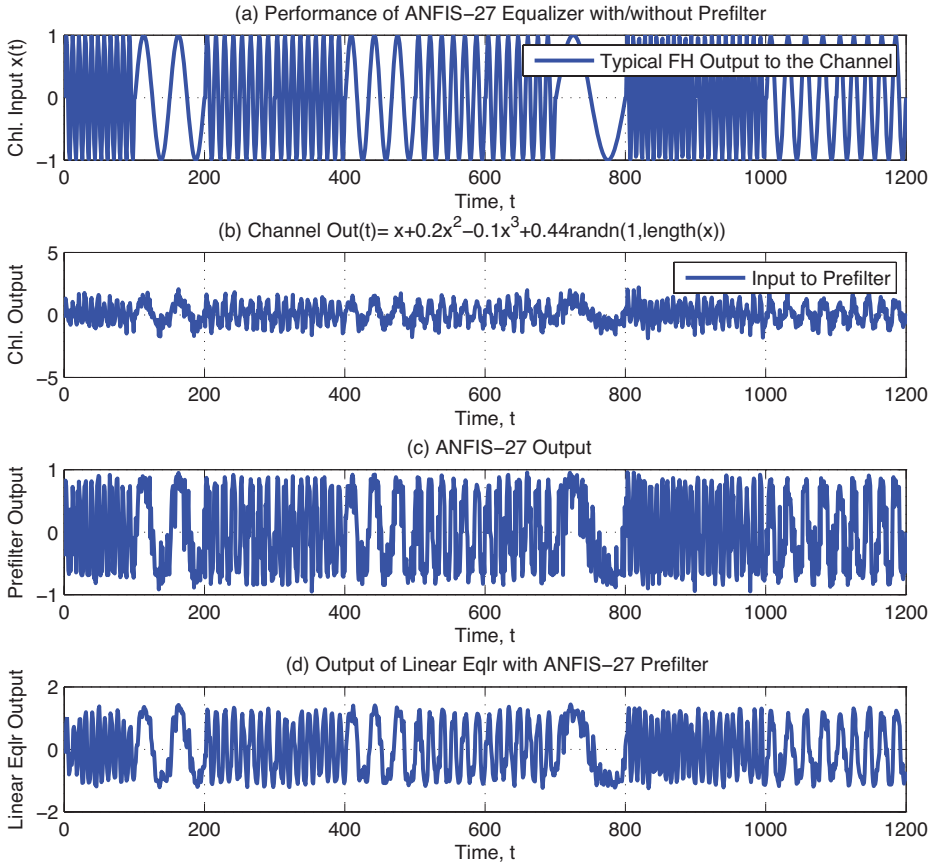 (a) Performance of ANFIS−27 Equalizer with/without Prefilter
Chl. Input x(t)
1
0
−1
Typical FH Output to the Channel
0 200 400 600 800 1000 1200
Time, t
(b) Channel Out(t)= x+0.2x²−0.1x³+0.44randn(1,length(x))
Chl. Output
5
0
−5
Input to Prefilter
0 200 400 600 800 1000 1200
Time, t
(c) ANFIS−27 Output
Prefilter Output
1
0
−1
0 200 400 600 800 1000 1200
Time, t
(d) Output of Linear Eqlr with ANFIS−27 Prefilter
Linear Eqlr Output
2
0
−2
0 200 400 600 800 1000 1200
Time, t